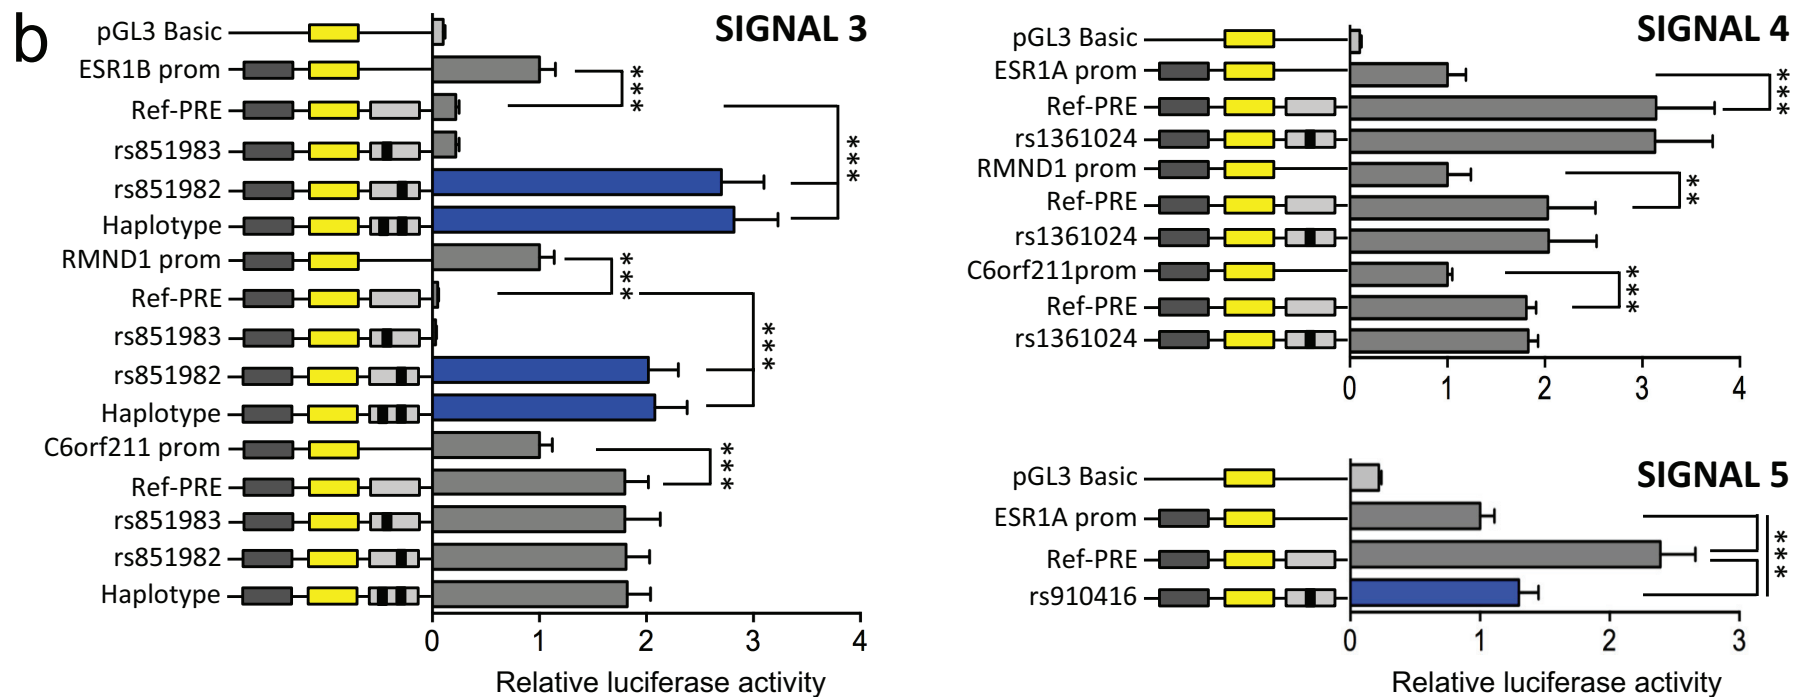 b
SIGNAL 3
pGL3 Basic
ESR1B prom
***
Ref-PRE
rs851983
***
rs851982
Haplotype
RMND1 prom
***
Ref-PRE
rs851983
***
rs851982
Haplotype
C6orf211 prom
***
Ref-PRE
rs851983
rs851982
Haplotype
0 1 2 3 4
Relative luciferase activity
SIGNAL 4
pGL3 Basic
ESR1A prom
***
Ref-PRE
rs1361024
RMND1 prom
**
Ref-PRE
rs1361024
C6orf211prom
***
Ref-PRE
rs1361024
0 1 2 3 4
SIGNAL 5
pGL3 Basic
ESR1A prom
***
Ref-PRE
rs910416
0 1 2 3
Relative luciferase activity